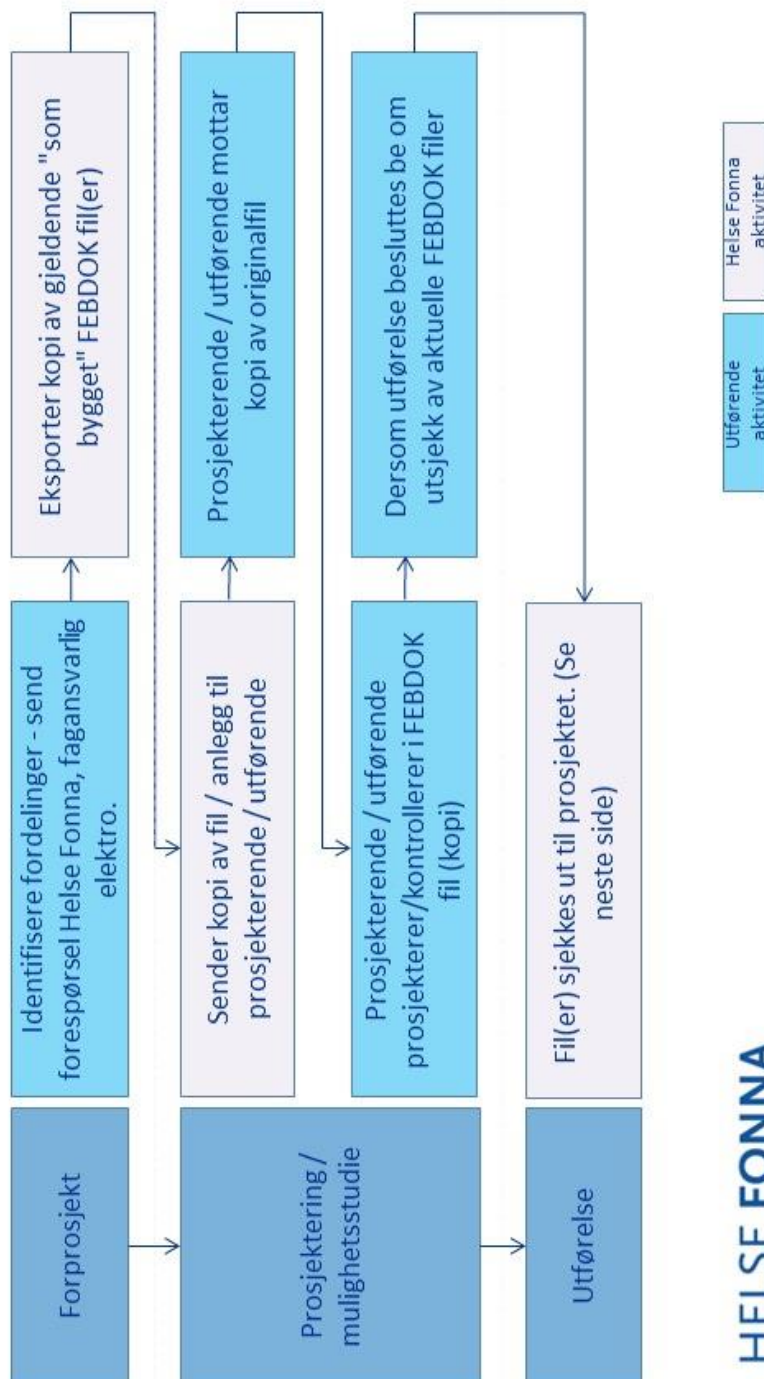 Forprosjekt
Identifisere fordelinger - send
forespørsel Helse Fonna, fagansvarlig
elektro.
Eksporter kopi av gjeldende "som
bygget" FEBDOK fil(er)
Prosjektering /
mulighetsstudie
Sender kopi av fil / anlegg til
prosjekterende / utførende
Prosjekterende / utførende mottar
kopi av originalfil
Prosjekterende / utførende
prosjekterer/kontrollerer i FEBDOK
fil (kopi)
Dersom utførelse besluttes be om
utsjekk av aktuelle FEBDOK filer
Utførelse
Fil(er) sjekkes ut til prosjektet. (Se
neste side)
HELSE FONNA
Utførende
aktivitet
Helse Fonna
aktivitet